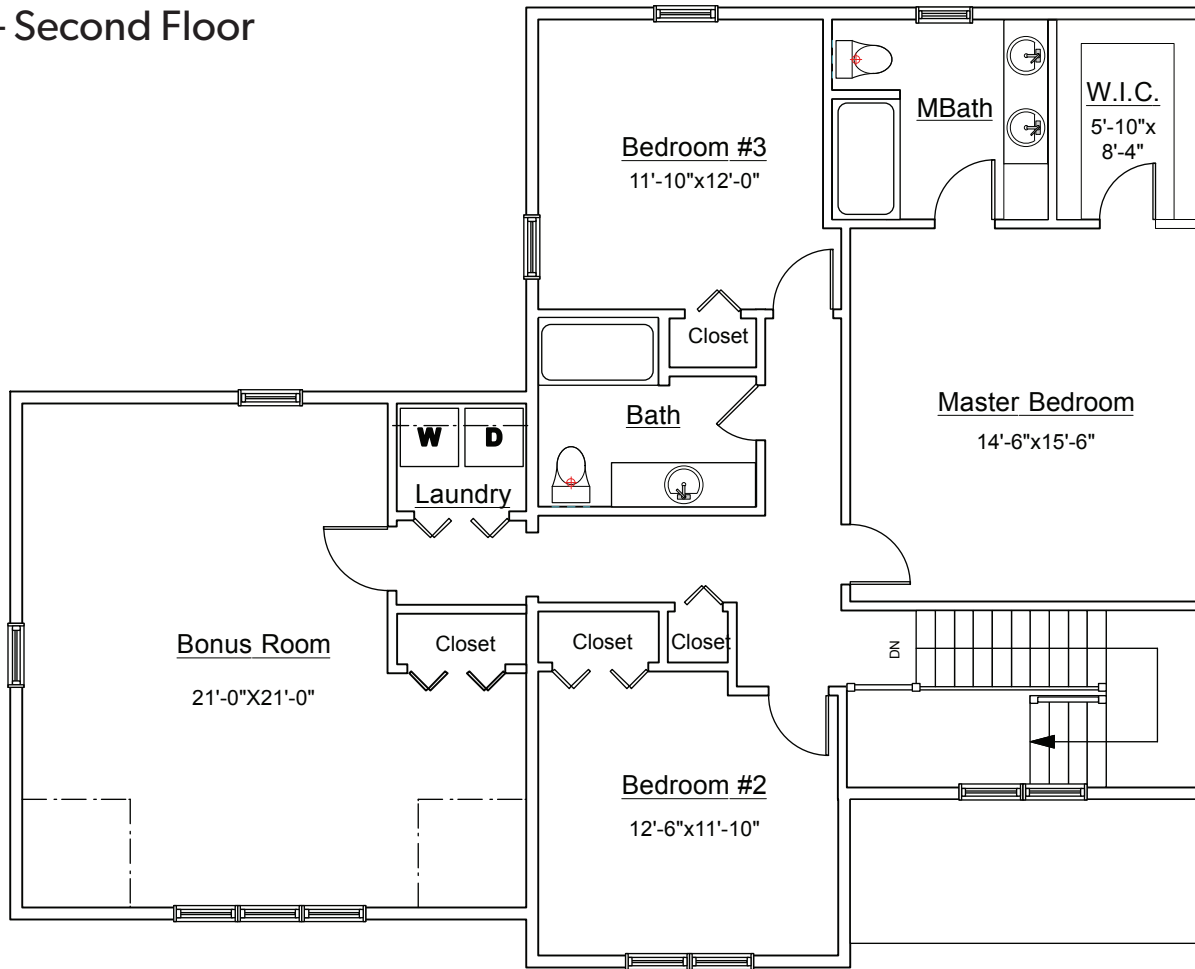 - Second Floor
Bedroom #3
11'-10"x12'-0"
MBath
W.I.C.
5'-10"x
8'-4"
Closet
Bath
Master Bedroom
14'-6"x15'-6"
W
D
Laundry
Bonus Room
21'-0"X21'-0"
Closet
Closet
Closet
DN
Bedroom #2
12'-6"x11'-10"